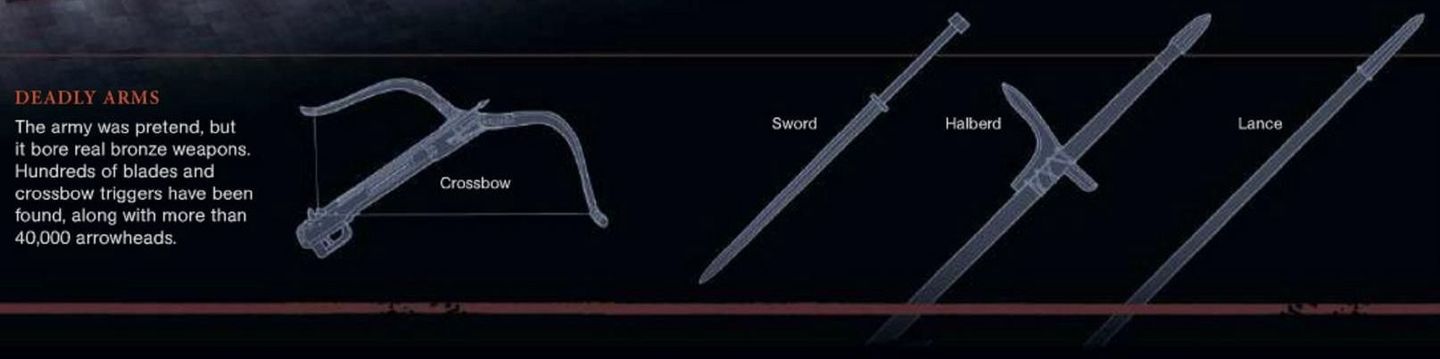 DEADLY ARMS
The army was pretend, but
it bore real bronze weapons.
Hundreds of blades and
crossbow triggers have been
found, along with more than
40,000 arrowheads.
Crossbow
Sword
Halberd
Lance